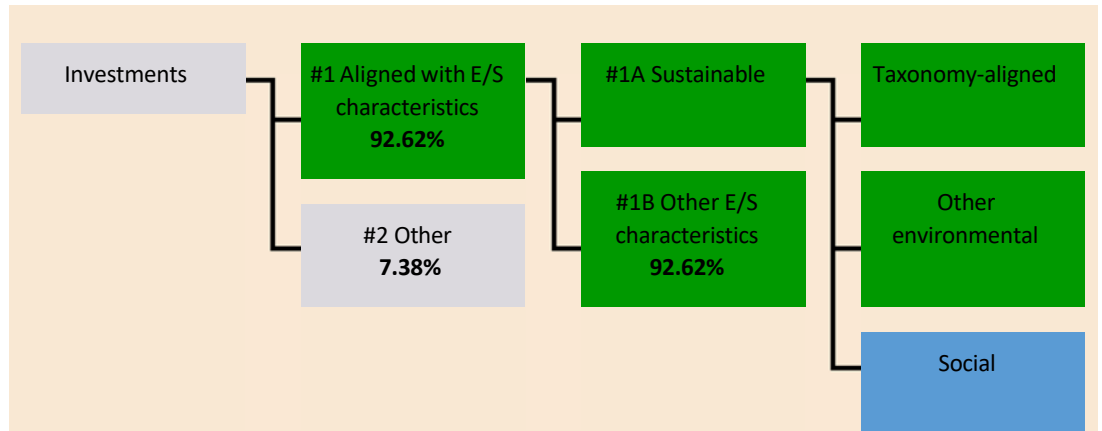 Investments
#1 Aligned with E/S
characteristics
92.62%
#2 Other
7.38%
#1A Sustainable
#1B Other E/S
characteristics
92.62%
Taxonomy-aligned
Other
environmental
Social